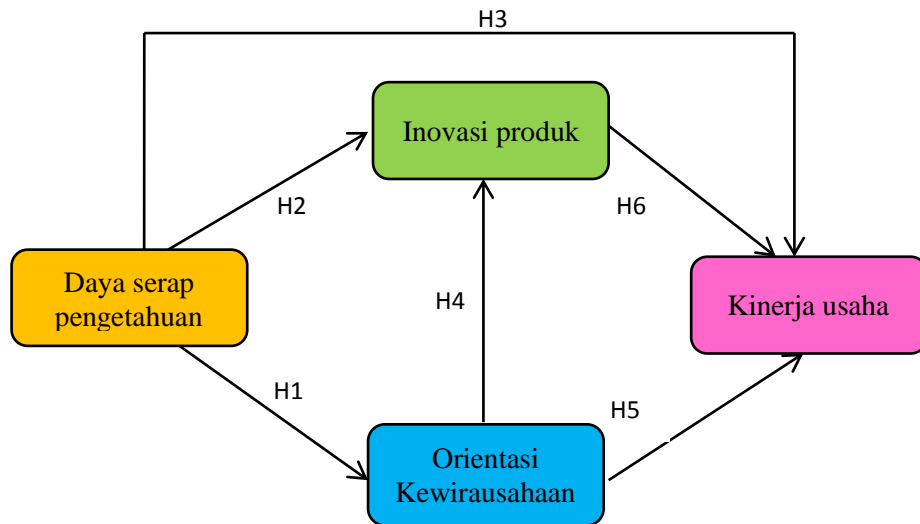 H3
Inovasi produk
H2
H6
Daya serap
pengetahuan
H4
Kinerja usaha
H1
H5
Orientasi
Kewirausahaan